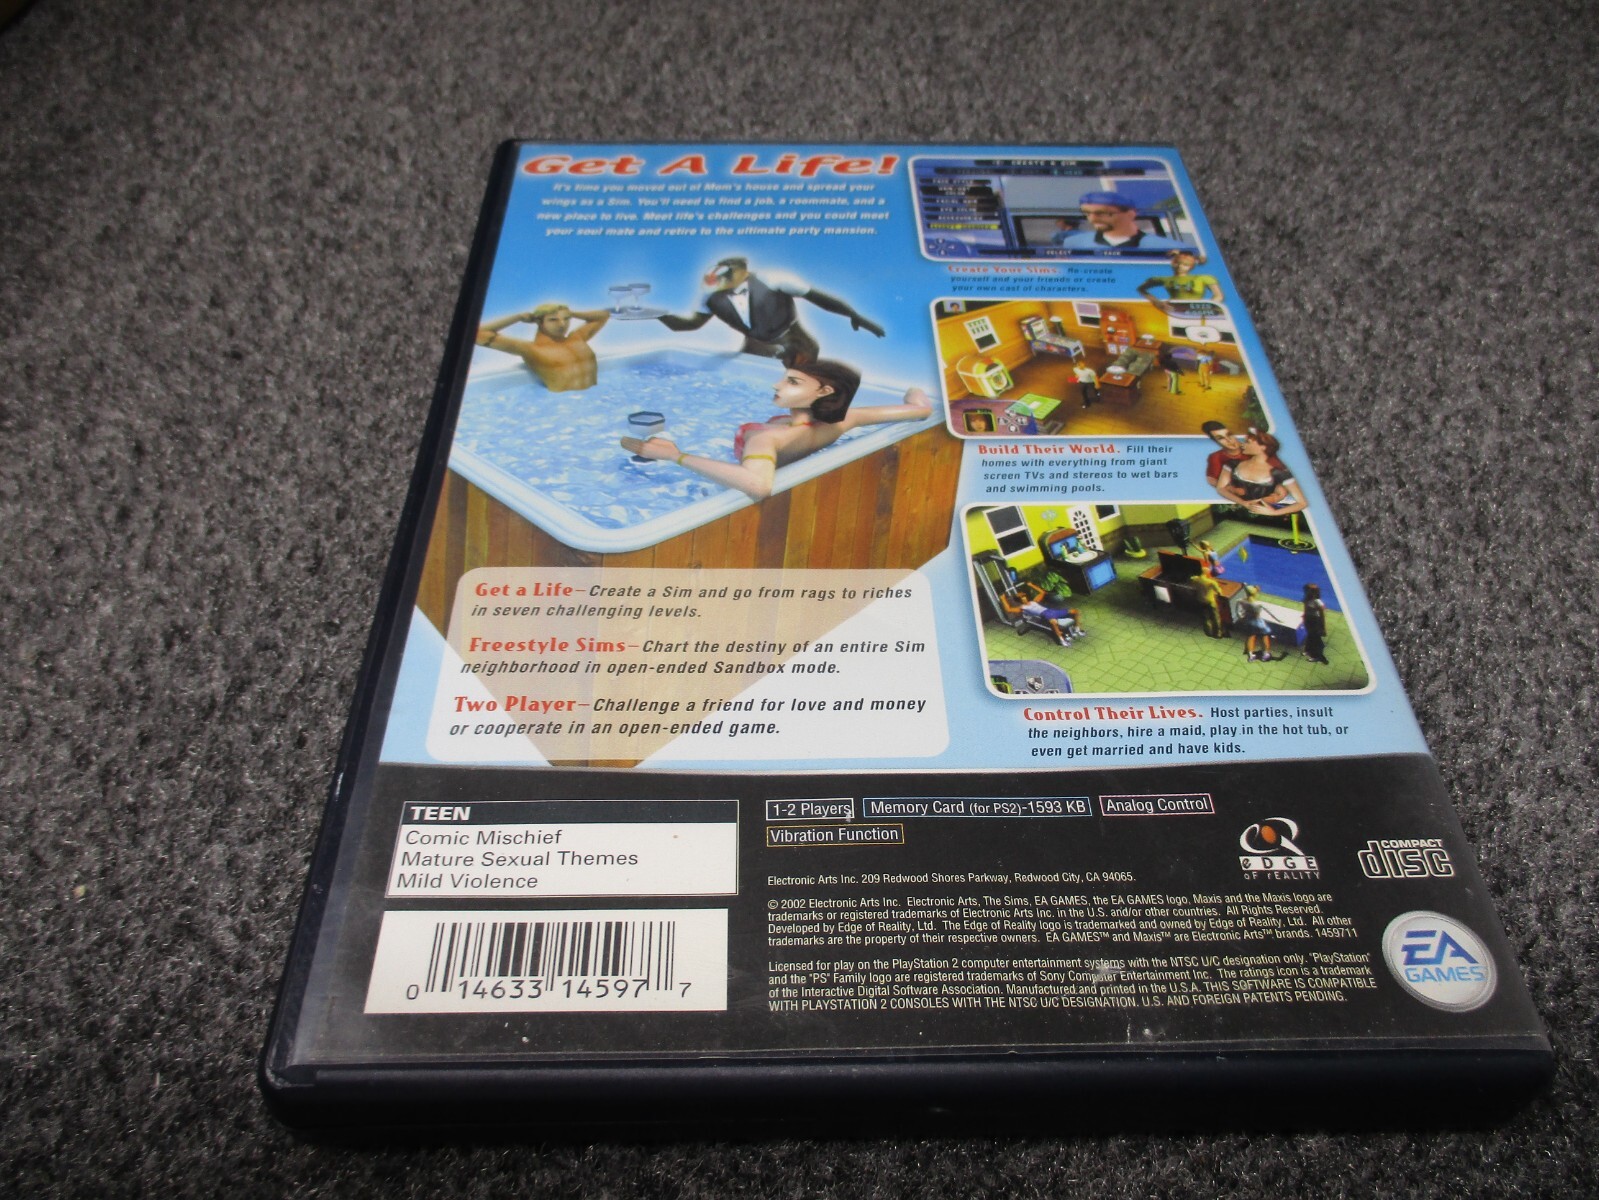 Get A Life!
It's time you moved out of Mom's house and spread your
wings as a Sim. You'll need to find a job, a roommate, and a
new place to live. Meet life's challenges and you could meet
your soul mate and retire to the ultimate party mansion.
CREATE A SIM
Create Your Sims. Re-create
yourself and your friends or create
your own cast of characters.
Build Their World. Fill their
homes with everything from giant
screen TVs and stereos to wet bars
and swimming pools.
Control Their Lives. Host parties, insult
the neighbors, hire a maid, play in the hot tub, or
even get married and have kids.
Get a Life–Create a Sim and go from rags to riches
in seven challenging levels.
Freestyle Sims–Chart the destiny of an entire Sim
neighborhood in open-ended Sandbox mode.
Two Player–Challenge a friend for love and money
or cooperate in an open-ended game.
TEEN
Comic Mischief
Mature Sexual Themes
Mild Violence
0 14633 14597 7
1-2 Players Memory Card (for PS2)-1593 KB Analog Control
Vibration Function
EDGE
OF REALITY
COMPACT
disc
Electronic Arts Inc. 209 Redwood Shores Parkway, Redwood City, CA 94065.
© 2002 Electronic Arts Inc. Electronic Arts, The Sims, EA GAMES, the EA GAMES logo, Maxis and the Maxis logo are
trademarks or registered trademarks of Electronic Arts Inc. in the U.S. and/or other countries. All Rights Reserved.
Developed by Edge of Reality, Ltd. The Edge of Reality logo is trademarked and owned by Edge of Reality, Ltd. All other
trademarks are the property of their respective owners. EA GAMES™ and Maxis™ are Electronic Arts™ brands. 1459711
Licensed for play on the PlayStation 2 computer entertainment systems with the NTSC U/C designation only. "PlayStation"
and the "PS" Family logo are registered trademarks of Sony Computer Entertainment Inc. The ratings icon is a trademark
of the Interactive Digital Software Association. Manufactured and printed in the U.S.A. THIS SOFTWARE IS COMPATIBLE
WITH PLAYSTATION 2 CONSOLES WITH THE NTSC U/C DESIGNATION. U.S. AND FOREIGN PATENTS PENDING.
EA
GAMES